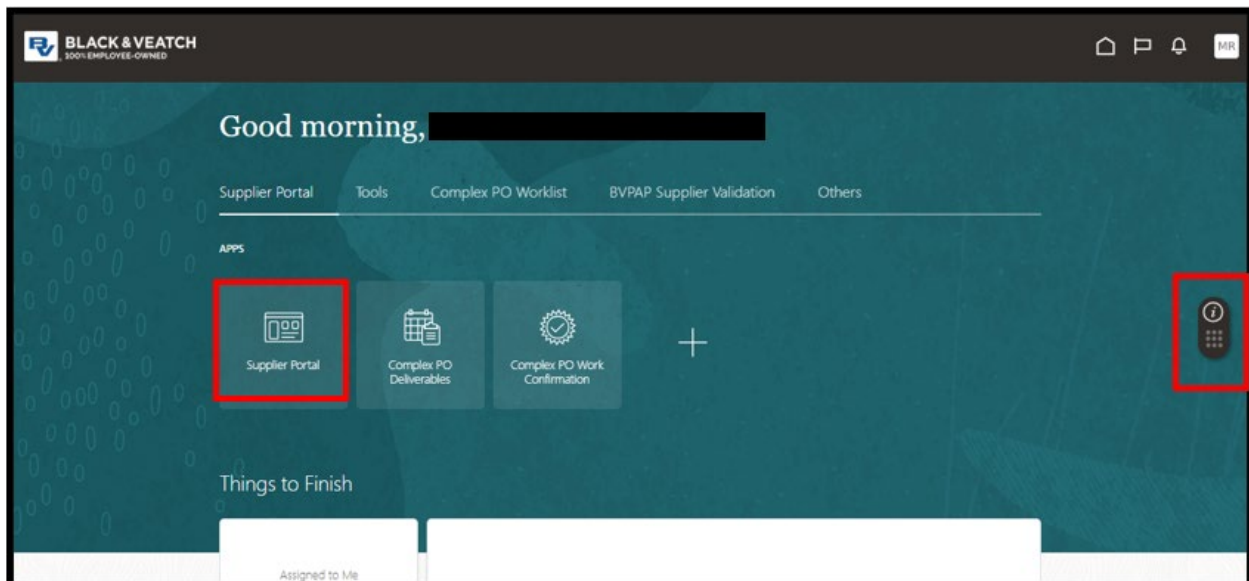 BLACK & VEATCH
100% EMPLOYEE-OWNED
MR
Good morning,
Supplier Portal Tools Complex PO Worklist BVPAP Supplier Validation Others
APPS
Supplier Portal
Complex PO
Deliverables
Complex PO Work
Confirmation
Things to Finish
Assigned to Me